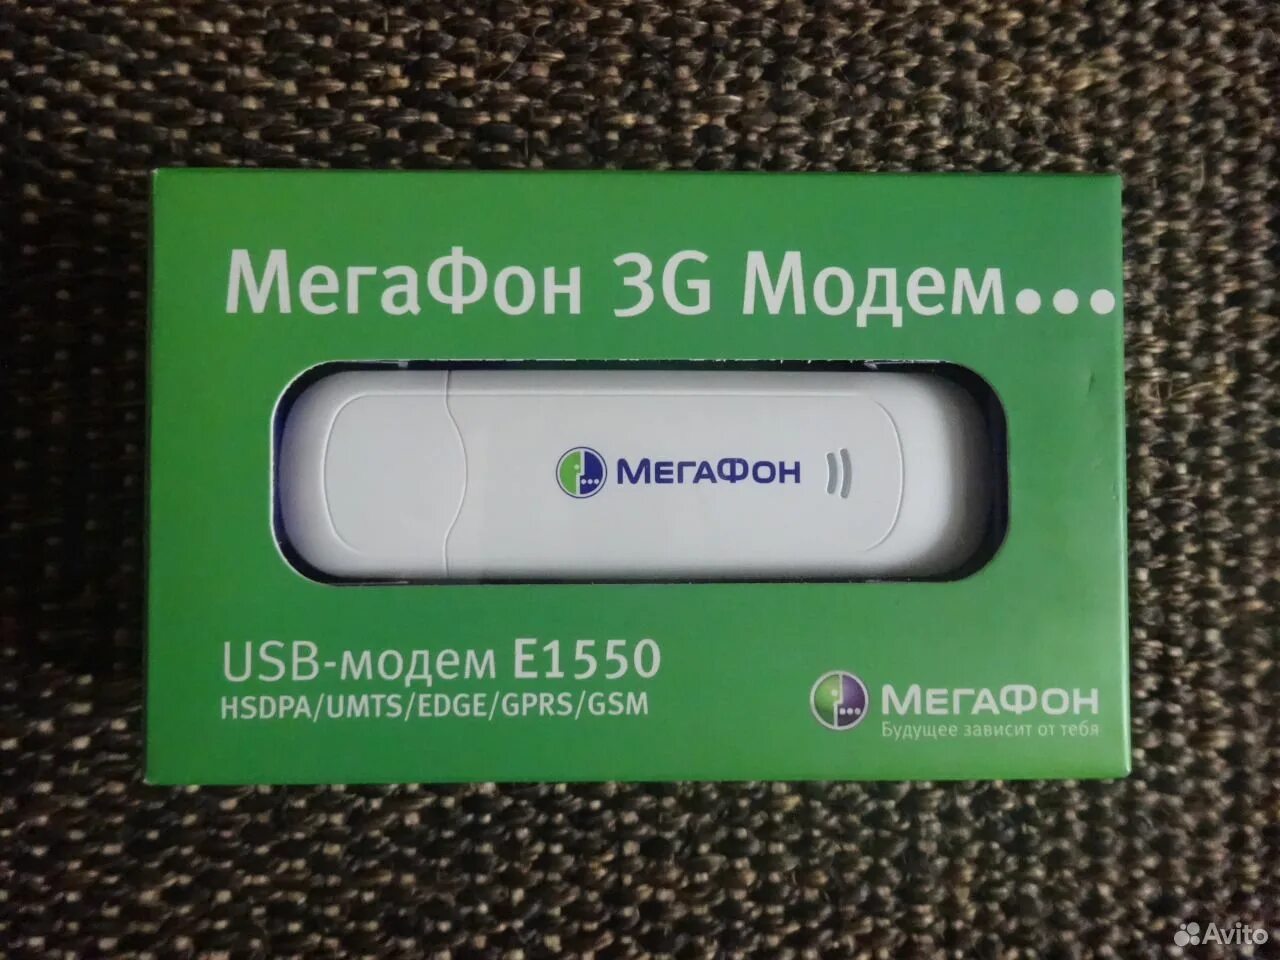 МегаФон 3G Модем...
МЕГАФОН
USB-модем E1550
HSDPA/UMTS/EDGE/GPRS/GSM
МЕГАФОН
Будущее зависит от тебя
Avito